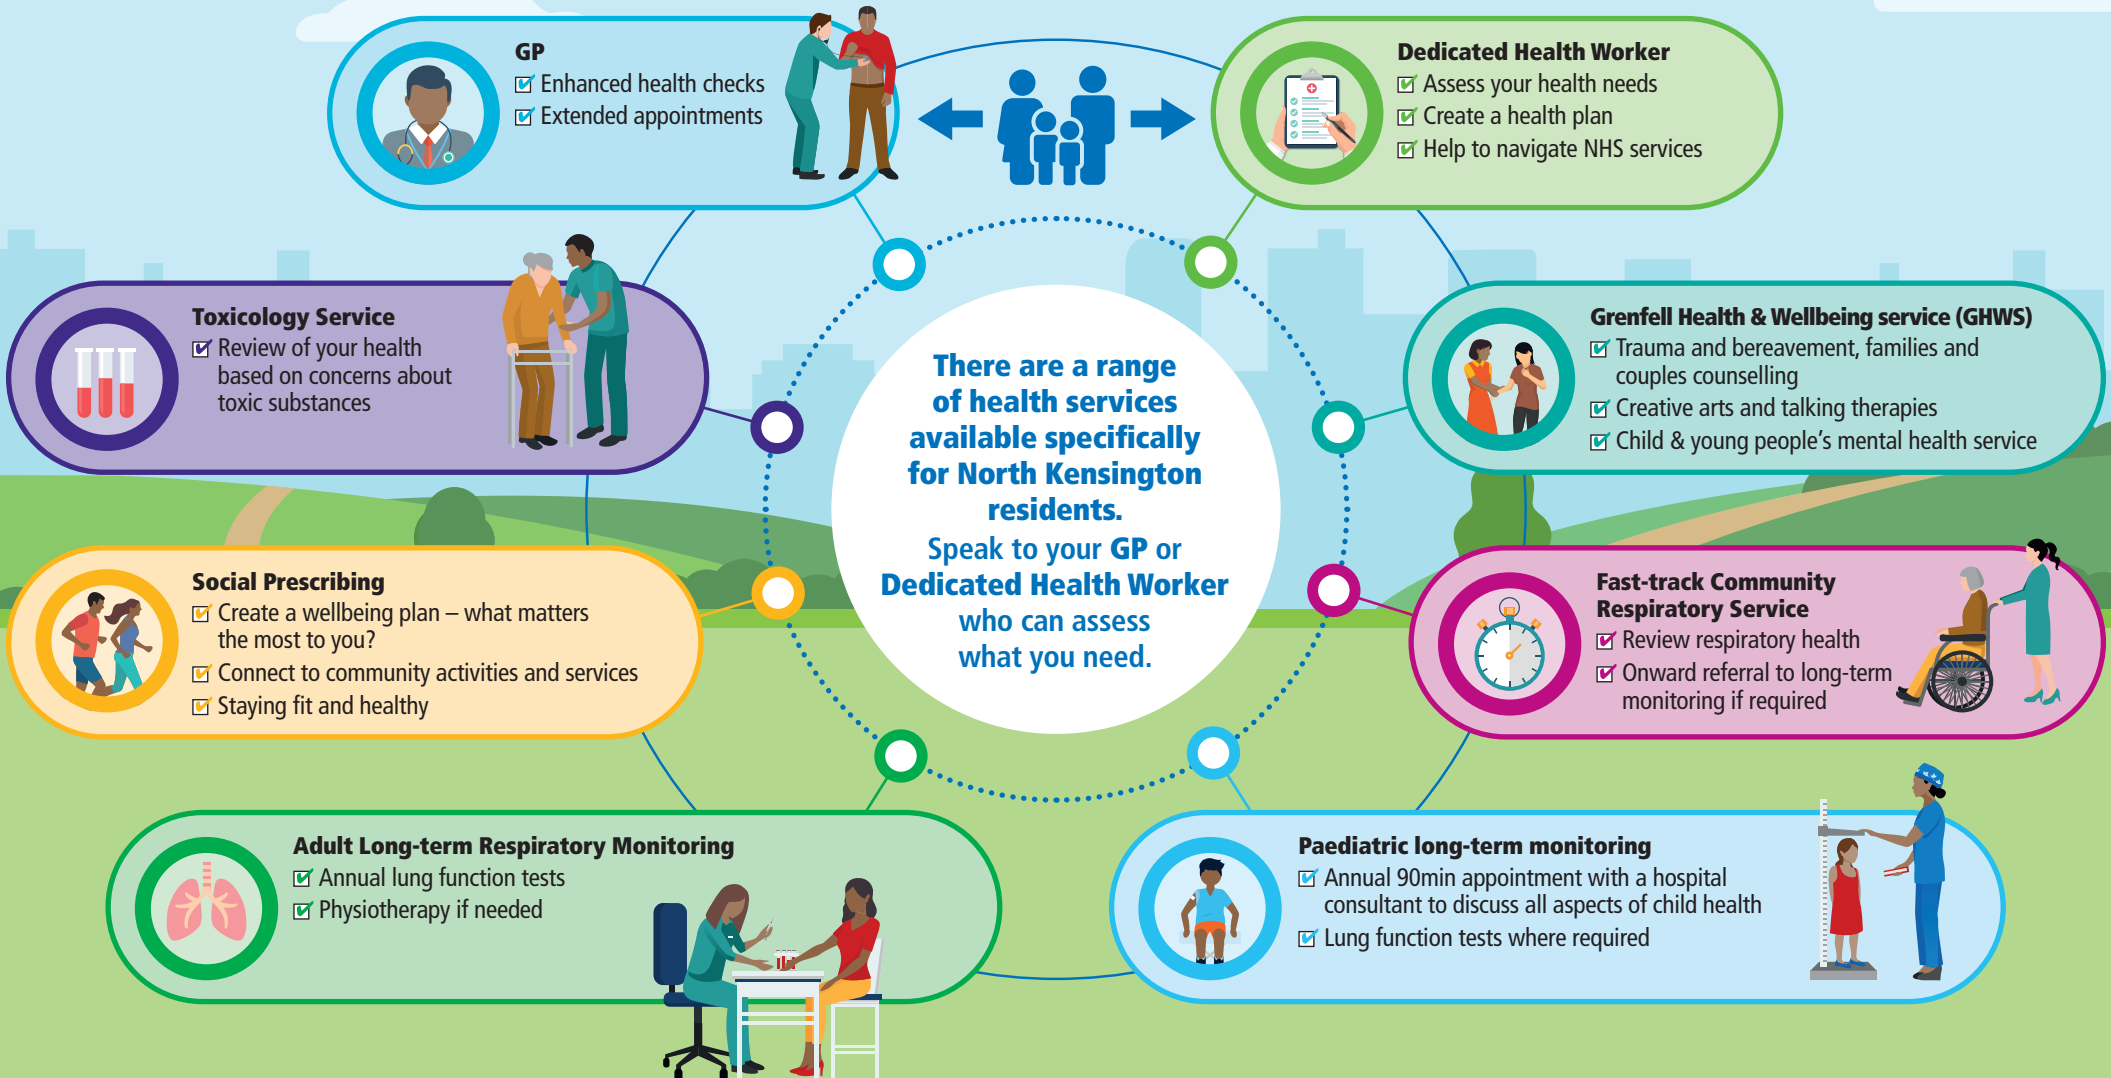 GP
Enhanced health checks
Extended appointments
Dedicated Health Worker
Assess your health needs
Create a health plan
Help to navigate NHS services
Toxicology Service
Review of your health
based on concerns about
toxic substances
Grenfell Health & Wellbeing service (GHWS)
Trauma and bereavement, families and
couples counselling
Creative arts and talking therapies
Child & young people's mental health service
There are a range
of health services
available specifically
for North Kensington
residents.
Speak to your GP or
Dedicated Health Worker
who can assess
what you need.
Social Prescribing
Create a wellbeing plan – what matters
the most to you?
Connect to community activities and services
Staying fit and healthy
Fast-track Community
Respiratory Service
Review respiratory health
Onward referral to long-term
monitoring if required
Adult Long-term Respiratory Monitoring
Annual lung function tests
Physiotherapy if needed
Paediatric long-term monitoring
Annual 90min appointment with a hospital
consultant to discuss all aspects of child health
Lung function tests where required